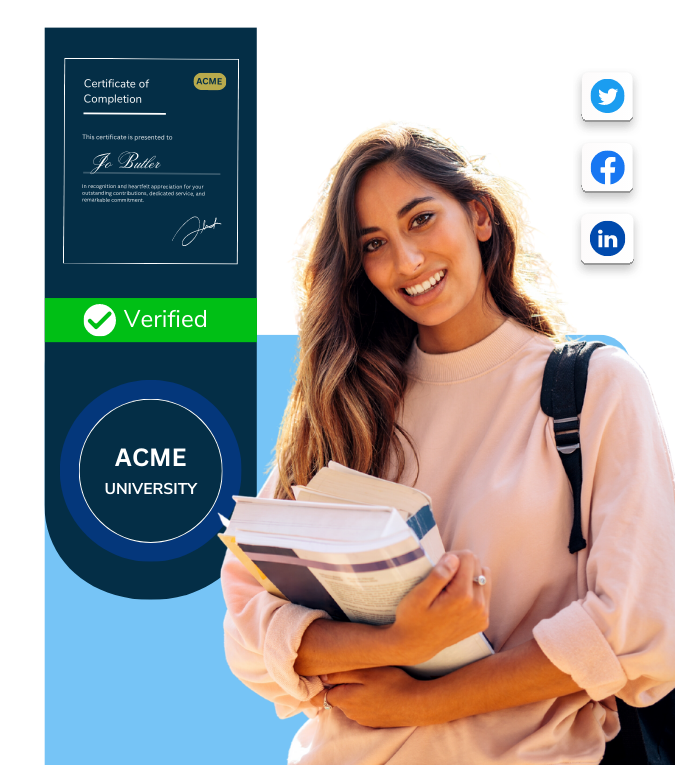 Certificate of
Completion
ACME
This certificate is presented to
Jo Butler
In recognition and heartfelt appreciation for your
outstanding contributions, dedicated service, and
remarkable commitment.
Verified
ACME
UNIVERSITY
in